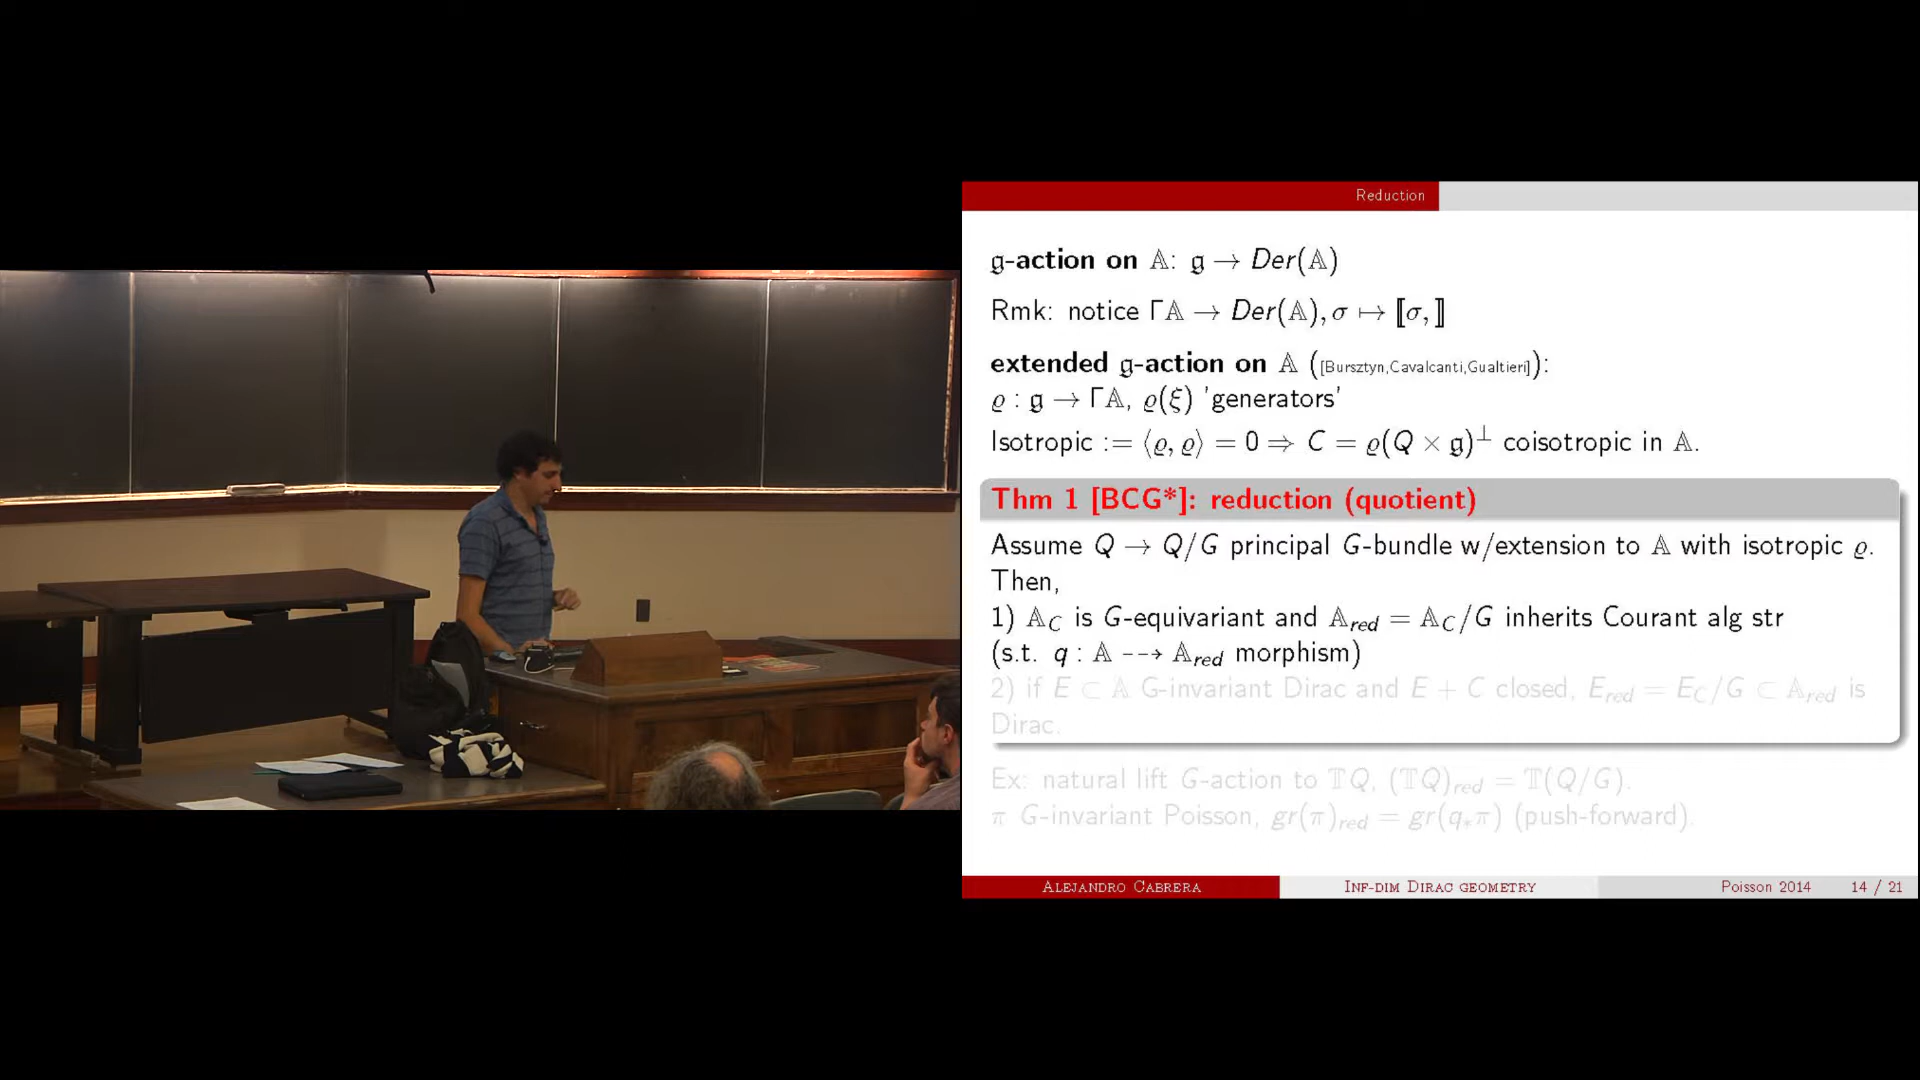 Reduction
𝔤-action on 𝔸: 𝔤 → Der(𝔸)
Rmk: notice Γ𝔸 → Der(𝔸), σ ↦ ⟦σ, ⟧
extended 𝔤-action on 𝔸 ([Bursztyn,Cavalcanti,Gualtieri]):
ϱ : 𝔤 → Γ𝔸, ϱ(ξ) 'generators'
Isotropic := ⟨ϱ, ϱ⟩ = 0 ⇒ C = ϱ(Q × 𝔤)^⊥ coisotropic in 𝔸.
Thm 1 [BCG*]: reduction (quotient)
Assume Q → Q/G principal G-bundle w/extension to 𝔸 with isotropic ϱ.
Then,
1) 𝔸_C is G-equivariant and 𝔸_red = 𝔸_C/G inherits Courant alg str
(s.t. q : 𝔸 --→ 𝔸_red morphism)
2) if E ⊂ 𝔸 G-invariant Dirac and E + C closed, E_red = E_C/G ⊂ 𝔸_red is
Dirac.
Ex: natural lift G-action to 𝕋Q, (𝕋Q)_red = 𝕋(Q/G).
π G-invariant Poisson, gr(π)_red = gr(q_*π) (push-forward).
Alejandro Cabrera Inf-dim Dirac geometry Poisson 2014 14 / 21